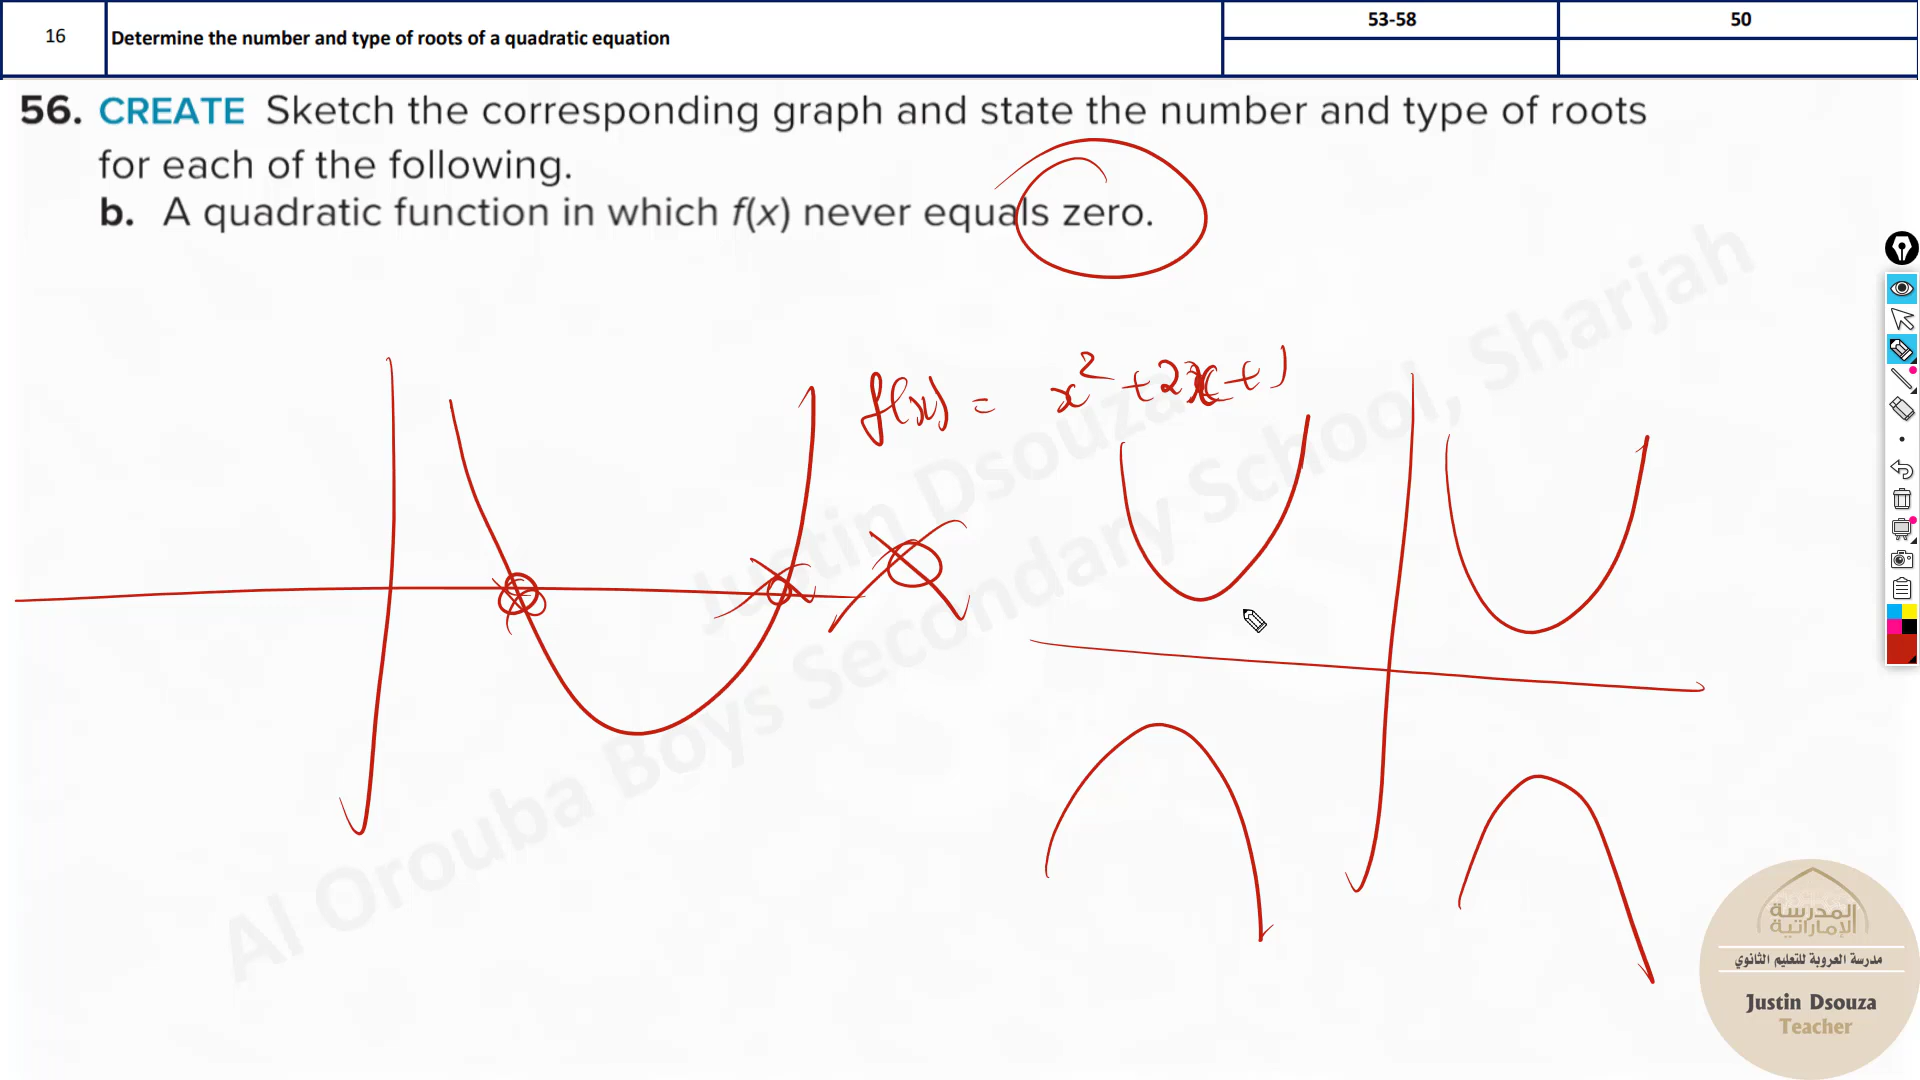 16 Determine the number and type of roots of a quadratic equation 53-58 50
56. CREATE Sketch the corresponding graph and state the number and type of roots
for each of the following.
b. A quadratic function in which f(x) never equals zero.
f(x) = x² + 2x + 1
Justin Dsouza
Al Orouba Boys Secondary School, Sharjah
المدرسة
الإماراتية
مدرسة العروبة للتعليم الثانوي
Justin Dsouza
Teacher